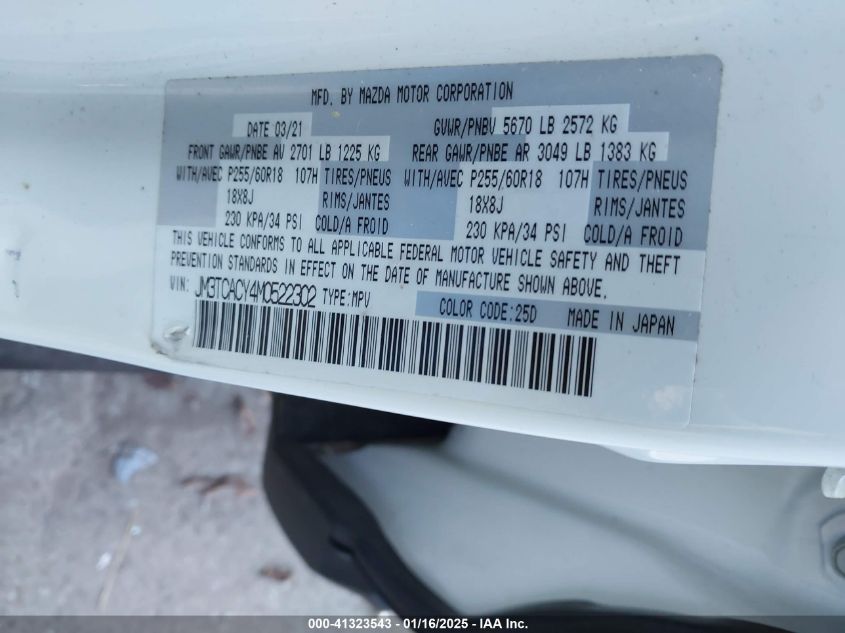 MFD. BY MAZDA MOTOR CORPORATION
DATE 03/21 GVWR/PNBV 5670 LB 2572 KG
FRONT GAWR/PNBE AV 2701 LB 1225 KG REAR GAWR/PNBE AR 3049 LB 1383 KG
WITH/AVEC P255/60R18 107H TIRES/PNEUS WITH/AVEC P255/60R18 107H TIRES/PNEUS
18X8J RIMS/JANTES 18X8J RIMS/JANTES
230 KPA/34 PSI COLD/A FROID 230 KPA/34 PSI COLD/A FROID
THIS VEHICLE CONFORMS TO ALL APPLICABLE FEDERAL MOTOR VEHICLE SAFETY AND THEFT
PREVENTION STANDARDS IN EFFECT ON THE DATE OF MANUFACTURE SHOWN ABOVE.
VIN: JM3TCACY4M0522302 TYPE:MPV COLOR CODE:25D MADE IN JAPAN
000-41323543 - 01/16/2025 - IAA Inc.